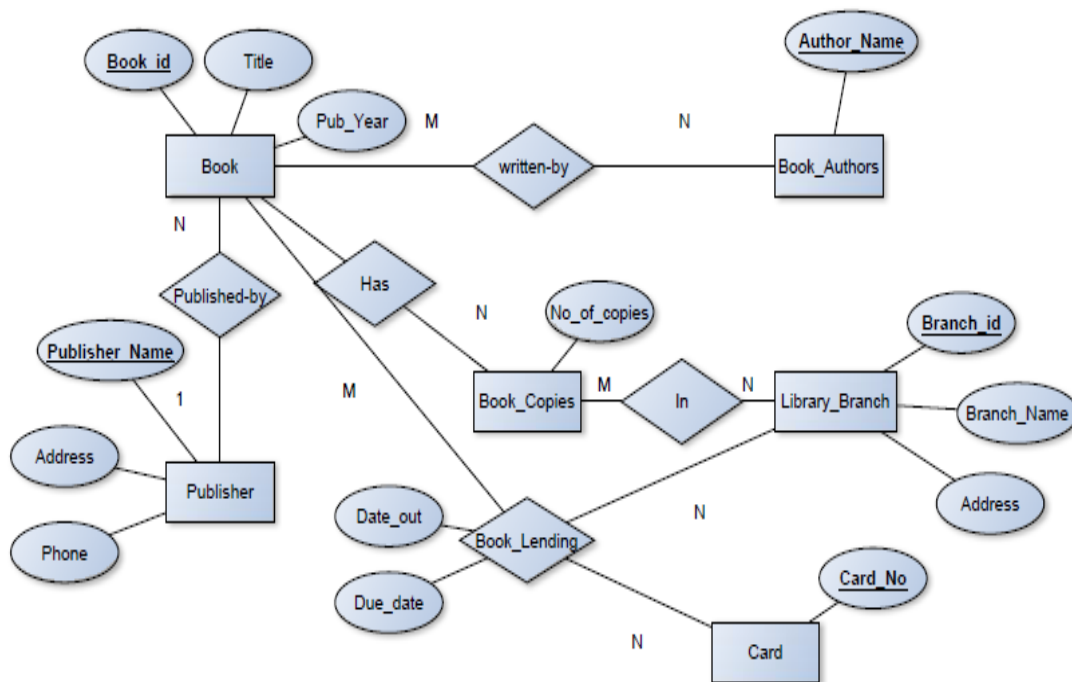 Author_Name
Book_id
Title
Pub_Year
M
N
Book
written-by
Book_Authors
N
Published-by
Has
No_of_copies
Branch_id
Publisher_Name
N
1
M
Book_Copies
M
In
N
Library_Branch
Branch_Name
Address
Publisher
Phone
Date_out
Book_Lending
N
Address
Due_date
Card_No
N
Card